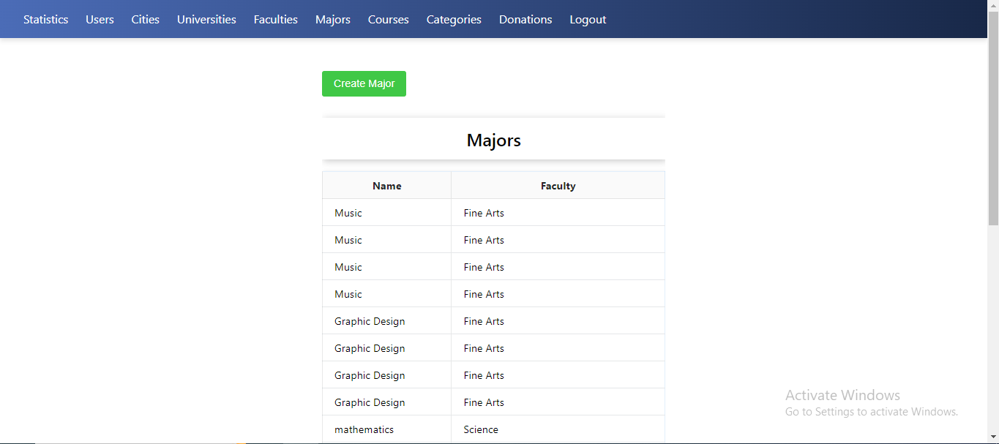 Statistics Users Cities Universities Faculties Majors Courses Categories Donations Logout
Create Major
Majors
Name Faculty
Music Fine Arts
Music Fine Arts
Music Fine Arts
Music Fine Arts
Graphic Design Fine Arts
Graphic Design Fine Arts
Graphic Design Fine Arts
Graphic Design Fine Arts
mathematics Science
Activate Windows
Go to Settings to activate Windows.